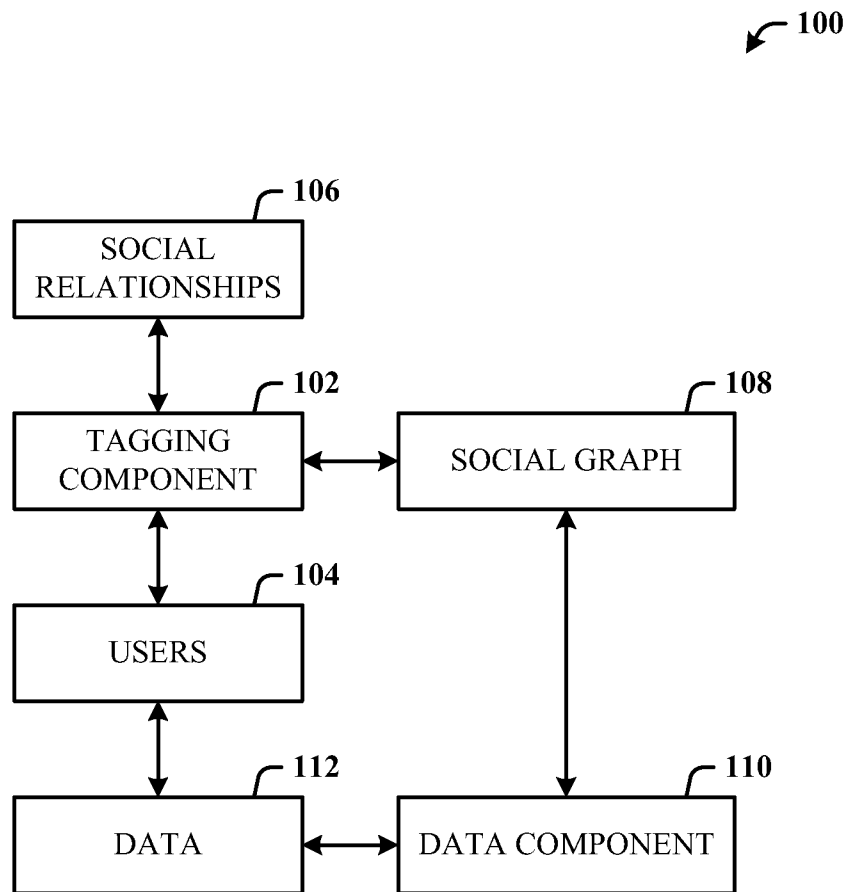 100
106
SOCIAL
RELATIONSHIPS
102
TAGGING
COMPONENT
108
SOCIAL GRAPH
104
USERS
112
DATA
110
DATA COMPONENT